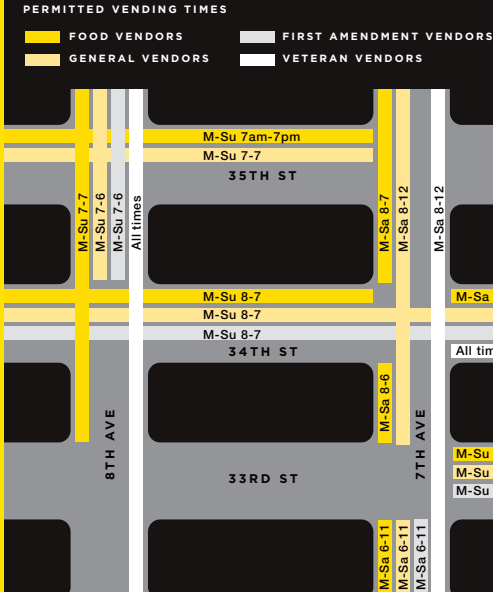 PERMITTED VENDING TIMES
FOOD VENDORS
FIRST AMENDMENT VENDORS
GENERAL VENDORS
VETERAN VENDORS
M-Su 7am-7pm
M-Su 7-7
35TH ST
M-Su 7-7
M-Su 7-6
M-Su 7-6
All times
M-Sa 8-7
M-Sa 8-12
M-Sa 8-12
M-Su 8-7
M-Sa
M-Su 8-7
M-Su 8-7
34TH ST
All
M-Sa 8-6
8TH AVE
7TH AVE
M-Su
M-Su
M-Su
33RD ST
M-Sa 6-11
M-Sa 6-11
M-Sa 6-11